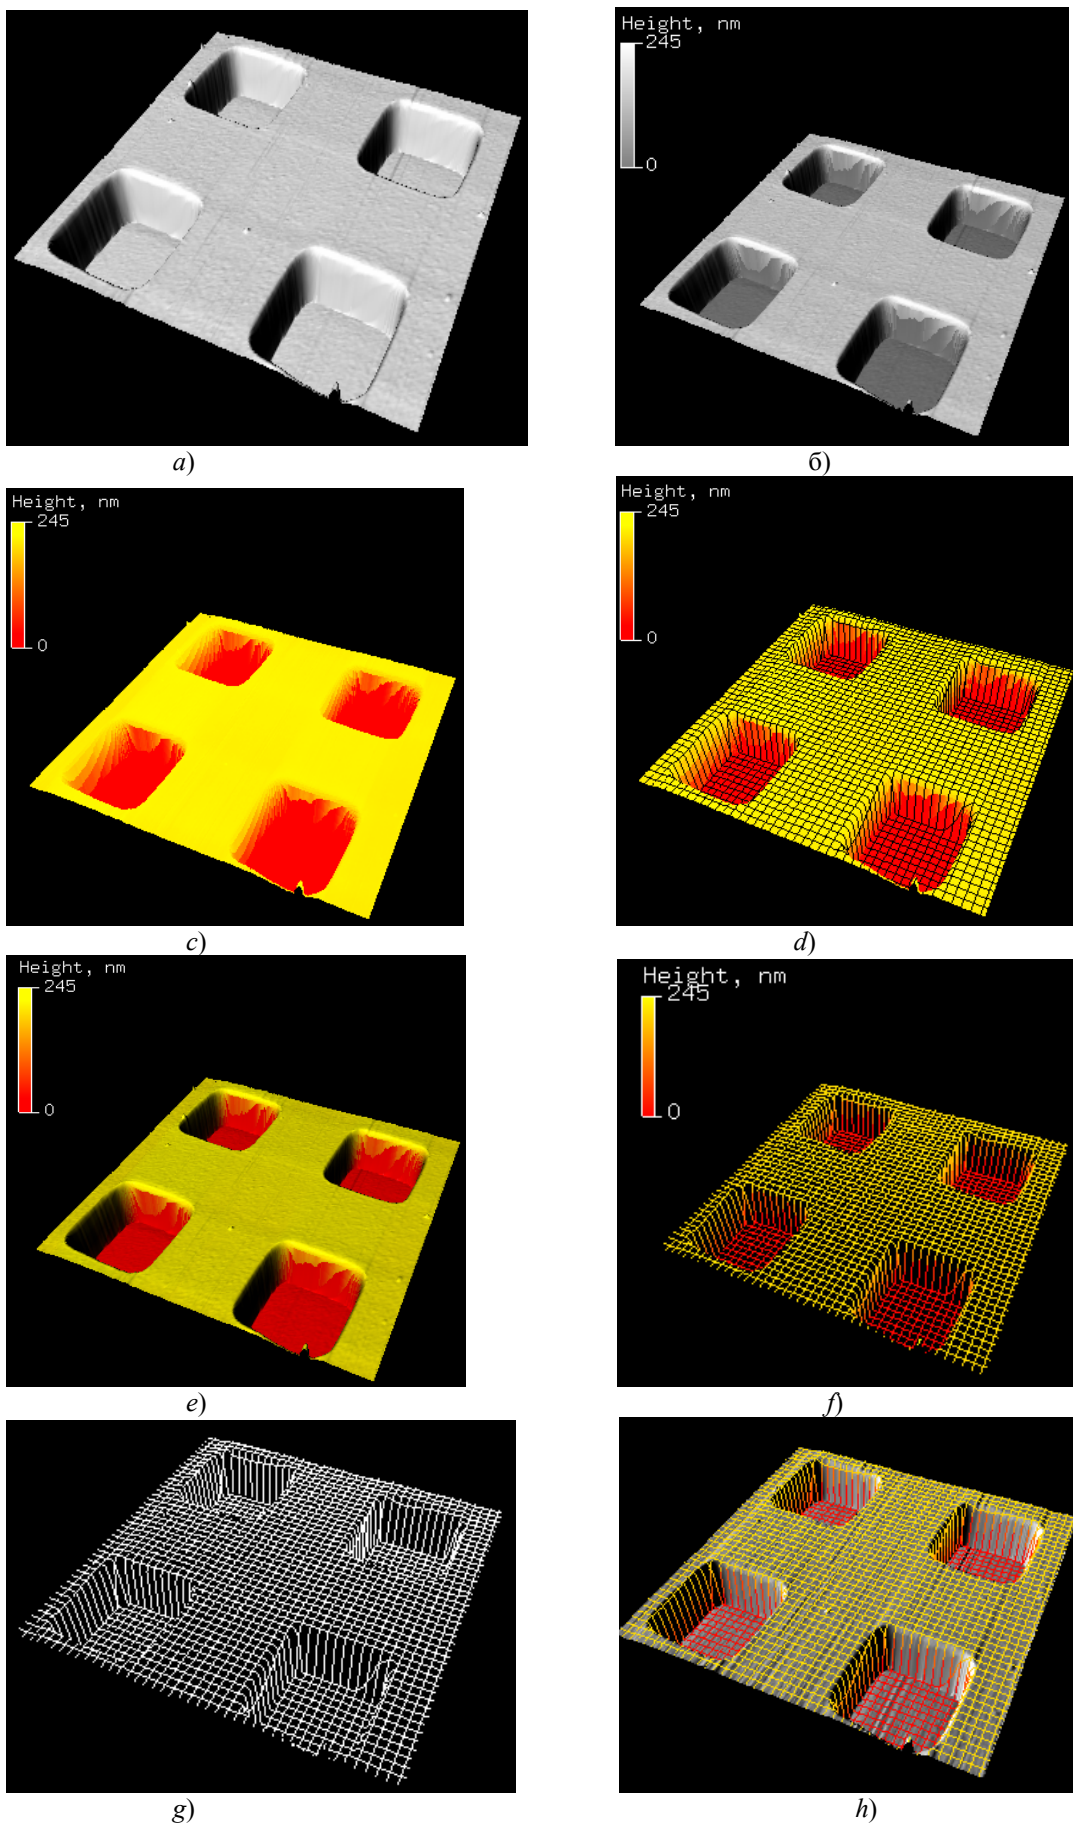 Height, nm
245
0
a)
б)
Height, nm
245
0
Height, nm
245
0
c)
d)
Height, nm
245
0
Height, nm
245
0
e)
f)
g)
h)